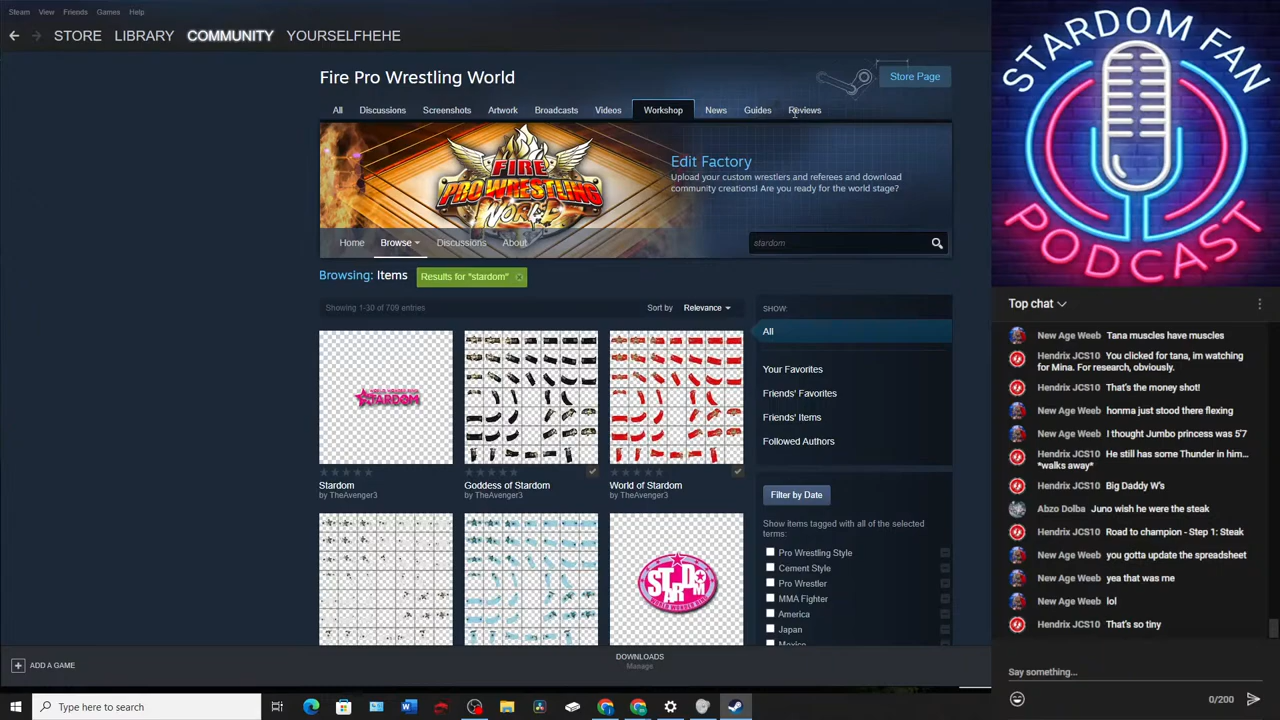 Steam View Friends Games Help
STORE LIBRARY COMMUNITY YOURSELFHEHE
Fire Pro Wrestling World
Store Page
All Discussions Screenshots Artwork Broadcasts Videos Workshop News Guides Reviews
FIRE
PRO WRESTLING
WORLD
Edit Factory
Upload your custom wrestlers and referees and download
community creations! Are you ready for the world stage?
Home Browse Discussions About
stardom
Browsing: Items Results for "stardom"
Showing 1-30 of 709 entries
Sort by Relevance
STARDOM
Stardom
by TheAvenger3
Goddess of Stardom
by TheAvenger3
World of Stardom
by TheAvenger3
STARDOM
SHOW:
All
Your Favorites
Friends' Favorites
Friends' Items
Followed Authors
Filter by Date
Show items tagged with all of the selected
terms:
Pro Wrestling Style
Cement Style
Pro Wrestler
MMA Fighter
America
Japan
Mexico
ADD A GAME
DOWNLOADS
Manage
Type here to search
STARDOM FAN
PODCAST
Top chat
New Age Weeb Tana muscles have muscles
Hendrix JCS10 You clicked for tana, im watching
for Mina. For research, obviously.
Hendrix JCS10 That's the money shot!
New Age Weeb honma just stood there flexing
New Age Weeb I thought Jumbo princess was 5'7
Hendrix JCS10 He still has some Thunder in him...
*walks away*
Hendrix JCS10 Big Daddy W's
Abzo Dolba Juno wish he were the steak
Hendrix JCS10 Road to champion - Step 1: Steak
New Age Weeb you gotta update the spreadsheet
New Age Weeb yea that was me
New Age Weeb lol
Hendrix JCS10 That's so tiny
Say something...
0/200